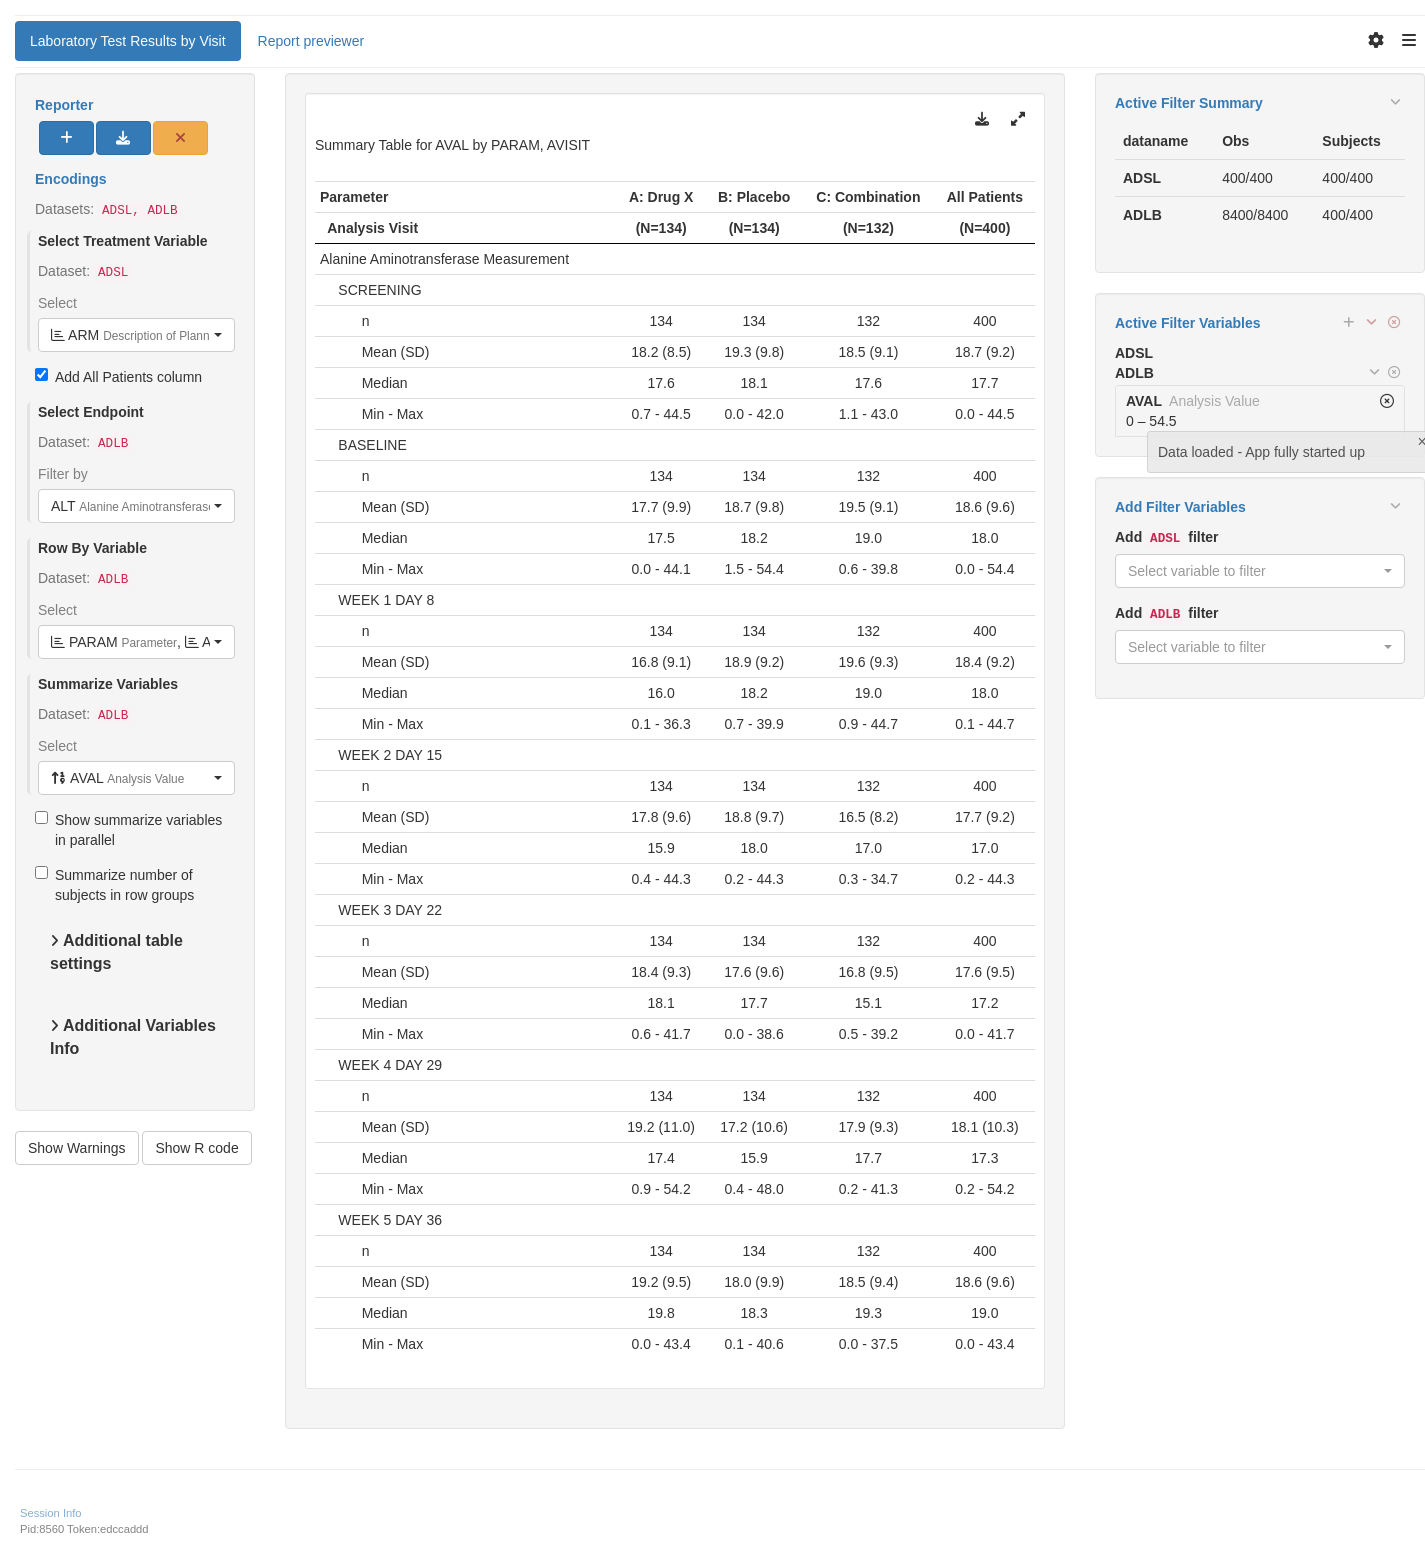 Laboratory Test Results by Visit
Report previewer
Reporter
Encodings
Datasets: ADSL, ADLB
Select Treatment Variable
Dataset: ADSL
Select
ARM Description of Plann
Add All Patients column
Select Endpoint
Dataset: ADLB
Filter by
ALT Alanine Aminotransferase
Row By Variable
Dataset: ADLB
Select
PARAM Parameter, A
Summarize Variables
Dataset: ADLB
Select
AVAL Analysis Value
Show summarize variables
in parallel
Summarize number of
subjects in row groups
Additional table
settings
Additional Variables
Info
Show Warnings Show R code
Summary Table for AVAL by PARAM, AVISIT
Parameter A: Drug X B: Placebo C: Combination All Patients
Analysis Visit (N=134) (N=134) (N=132) (N=400)
Alanine Aminotransferase Measurement
SCREENING
n 134 134 132 400
Mean (SD) 18.2 (8.5) 19.3 (9.8) 18.5 (9.1) 18.7 (9.2)
Median 17.6 18.1 17.6 17.7
Min - Max 0.7 - 44.5 0.0 - 42.0 1.1 - 43.0 0.0 - 44.5
BASELINE
n 134 134 132 400
Mean (SD) 17.7 (9.9) 18.7 (9.8) 19.5 (9.1) 18.6 (9.6)
Median 17.5 18.2 19.0 18.0
Min - Max 0.0 - 44.1 1.5 - 54.4 0.6 - 39.8 0.0 - 54.4
WEEK 1 DAY 8
n 134 134 132 400
Mean (SD) 16.8 (9.1) 18.9 (9.2) 19.6 (9.3) 18.4 (9.2)
Median 16.0 18.2 19.0 18.0
Min - Max 0.1 - 36.3 0.7 - 39.9 0.9 - 44.7 0.1 - 44.7
WEEK 2 DAY 15
n 134 134 132 400
Mean (SD) 17.8 (9.6) 18.8 (9.7) 16.5 (8.2) 17.7 (9.2)
Median 15.9 18.0 17.0 17.0
Min - Max 0.4 - 44.3 0.2 - 44.3 0.3 - 34.7 0.2 - 44.3
WEEK 3 DAY 22
n 134 134 132 400
Mean (SD) 18.4 (9.3) 17.6 (9.6) 16.8 (9.5) 17.6 (9.5)
Median 18.1 17.7 15.1 17.2
Min - Max 0.6 - 41.7 0.0 - 38.6 0.5 - 39.2 0.0 - 41.7
WEEK 4 DAY 29
n 134 134 132 400
Mean (SD) 19.2 (11.0) 17.2 (10.6) 17.9 (9.3) 18.1 (10.3)
Median 17.4 15.9 17.7 17.3
Min - Max 0.9 - 54.2 0.4 - 48.0 0.2 - 41.3 0.2 - 54.2
WEEK 5 DAY 36
n 134 134 132 400
Mean (SD) 19.2 (9.5) 18.0 (9.9) 18.5 (9.4) 18.6 (9.6)
Median 19.8 18.3 19.3 19.0
Min - Max 0.0 - 43.4 0.1 - 40.6 0.0 - 37.5 0.0 - 43.4
Active Filter Summary
dataname Obs Subjects
ADSL 400/400 400/400
ADLB 8400/8400 400/400
Active Filter Variables
ADSL
ADLB
AVAL Analysis Value
0 – 54.5
Data loaded - App fully started up
Add Filter Variables
Add ADSL filter
Select variable to filter
Add ADLB filter
Select variable to filter
Session Info
Pid:8560 Token:edccaddd